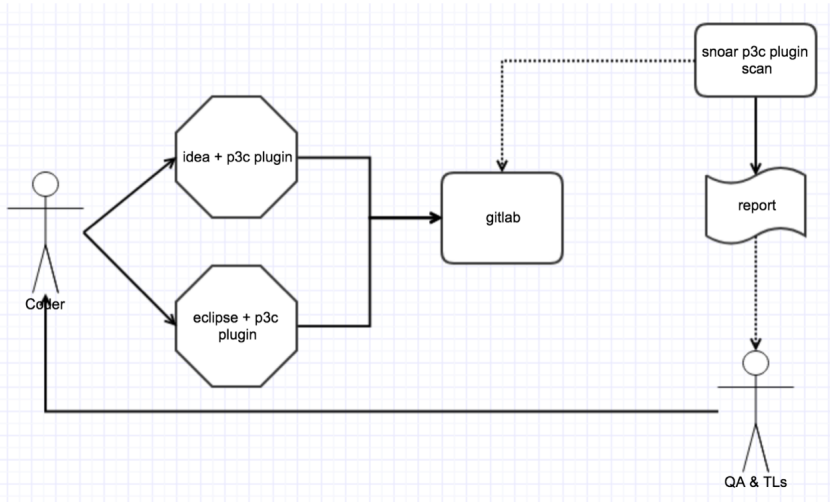 snoar p3c plugin
scan
idea + p3c plugin
report
gitlab
Coder
eclipse + p3c
plugin
QA & TLs